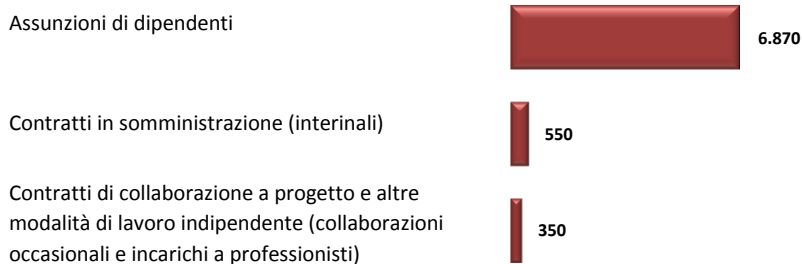 Assunzioni di dipendenti
6.870
Contratti in somministrazione (interinali)
550
Contratti di collaborazione a progetto e altre
modalità di lavoro indipendente (collaborazioni
occasionali e incarichi a professionisti)
350